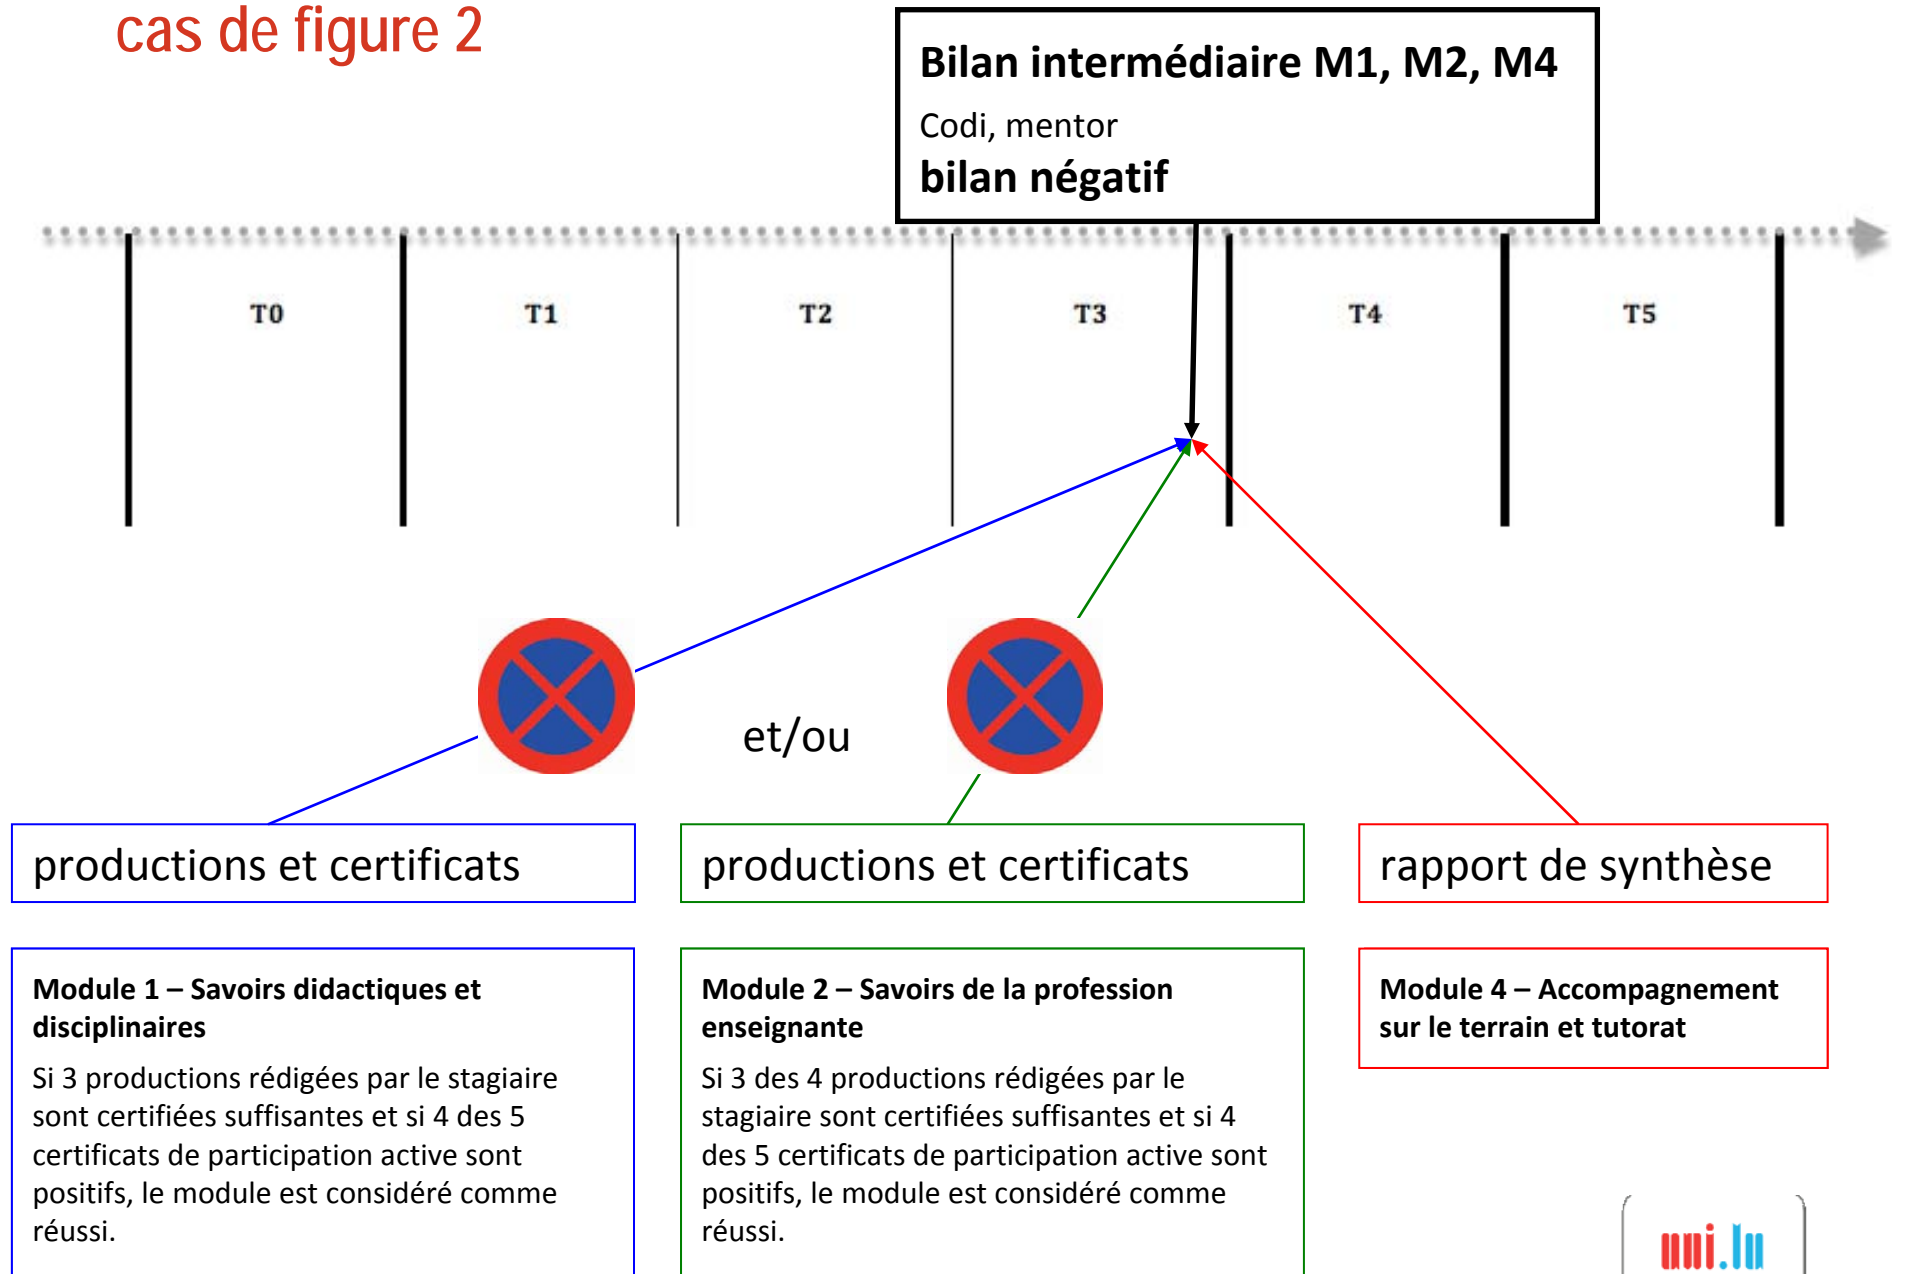 cas de figure 2
Bilan intermédiaire M1, M2, M4
Codi, mentor
bilan négatif
T0
T1
T2
T3
T4
T5
et/ou
productions et certificats
productions et certificats
rapport de synthèse
Module 1 – Savoirs didactiques et
disciplinaires
Si 3 productions rédigées par le stagiaire
sont certifiées suffisantes et si 4 des 5
certificats de participation active sont
positifs, le module est considéré comme
réussi.
Module 2 – Savoirs de la profession
enseignante
Si 3 des 4 productions rédigées par le
stagiaire sont certifiées suffisantes et si 4
des 5 certificats de participation active sont
positifs, le module est considéré comme
réussi.
Module 4 – Accompagnement
sur le terrain et tutorat
uni.lu